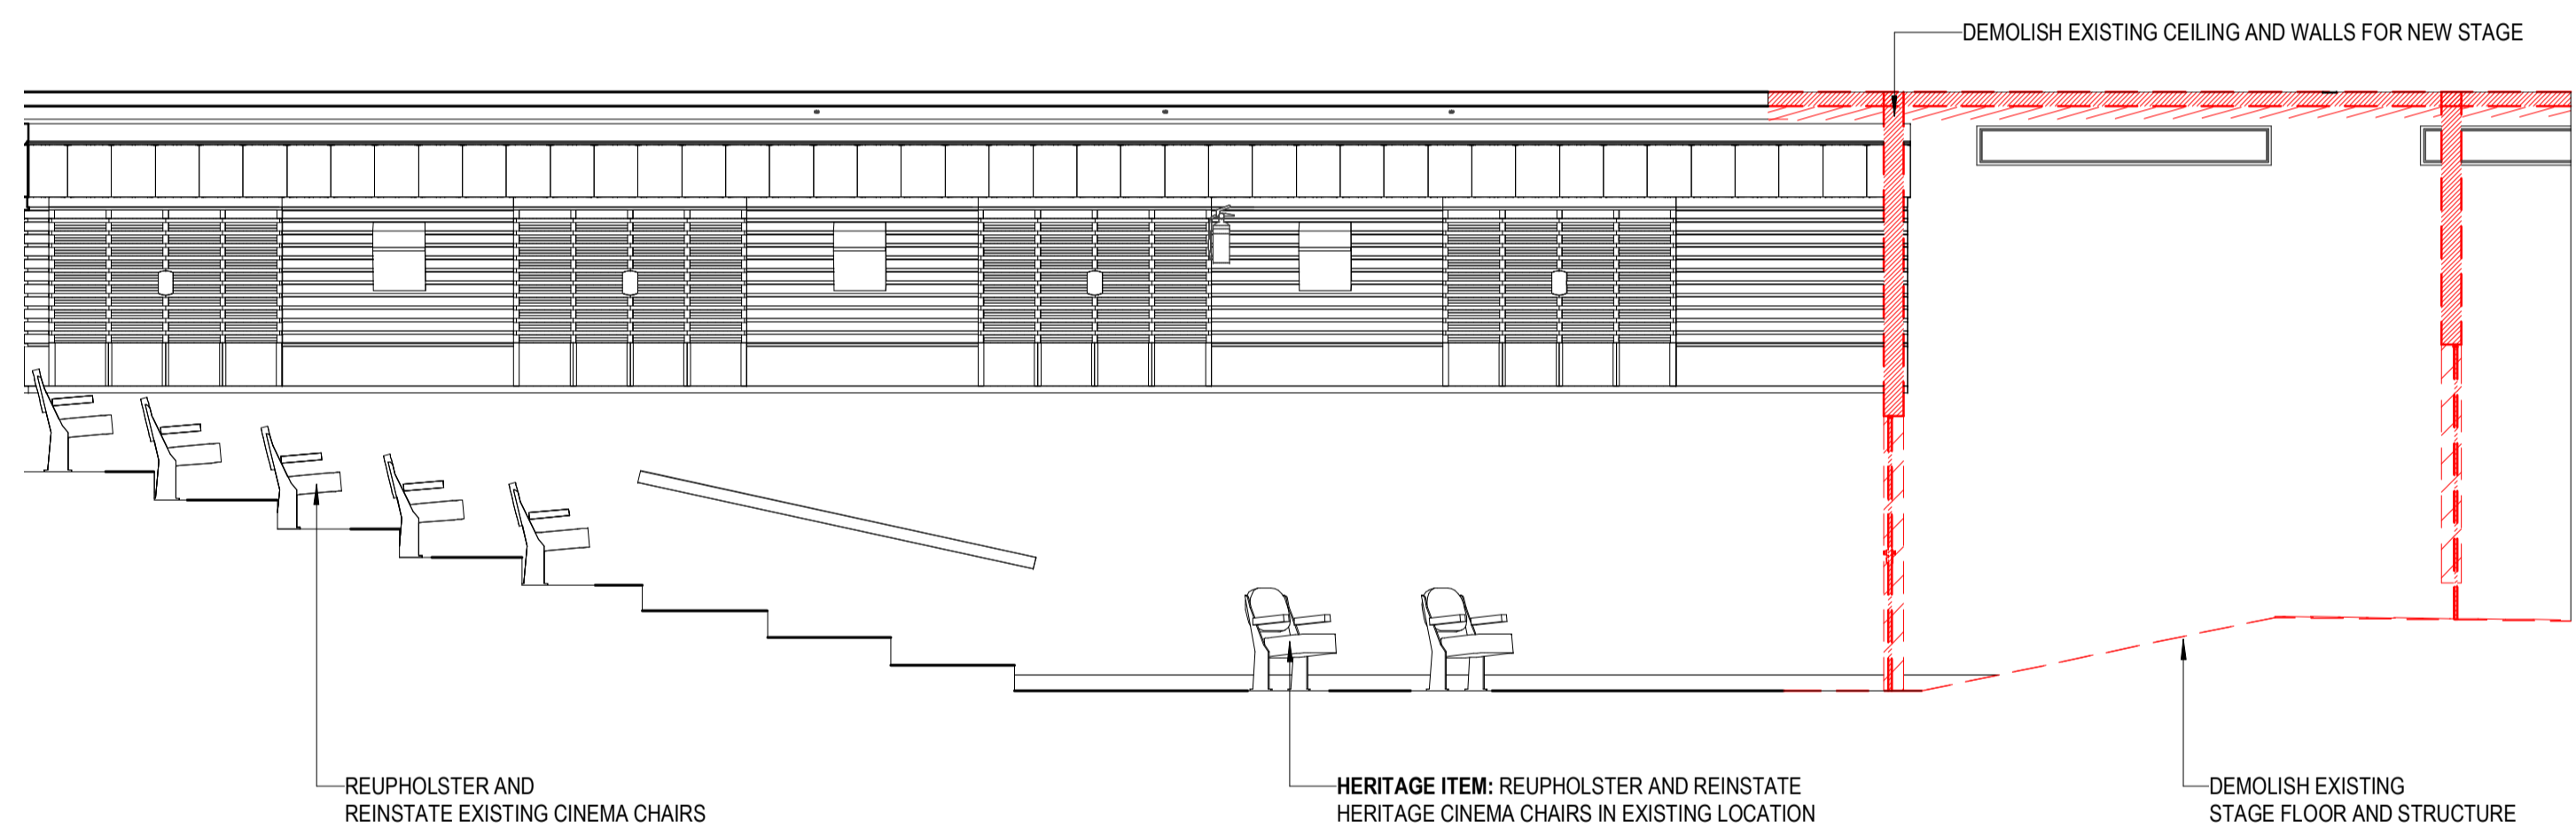 DEMOLISH EXISTING CEILING AND WALLS FOR NEW STAGE
REUPHOLSTER AND
REINSTATE EXISTING CINEMA CHAIRS
HERITAGE ITEM: REUPHOLSTER AND REINSTATE
HERITAGE CINEMA CHAIRS IN EXISTING LOCATION
DEMOLISH EXISTING
STAGE FLOOR AND STRUCTURE